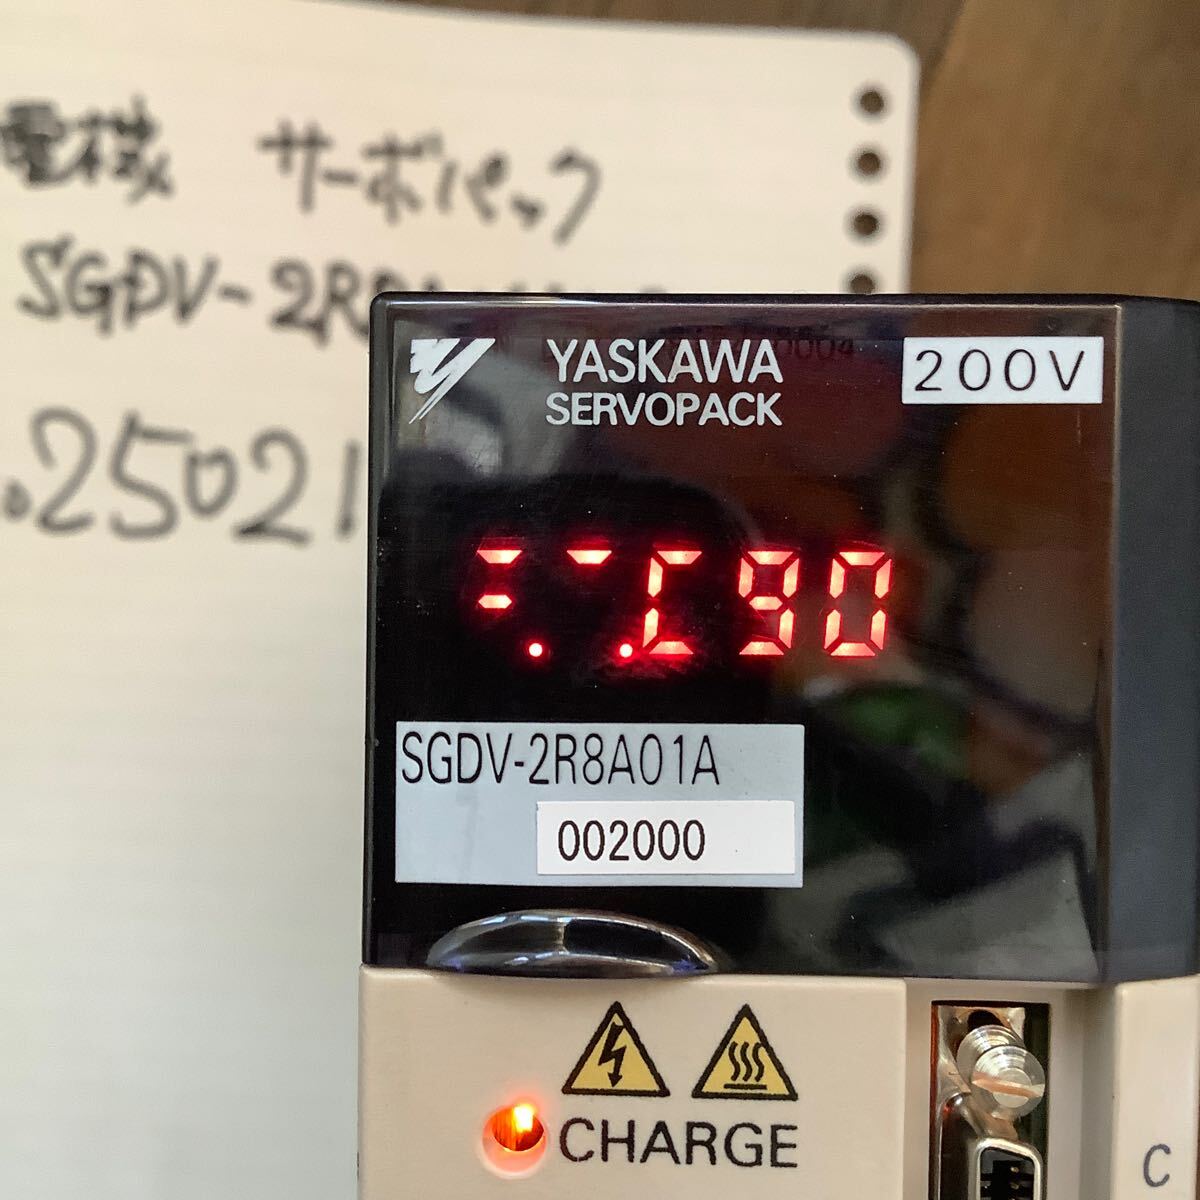 電機 サーボパック
SGDV-2R
.25021
YASKAWA
SERVOPACK
200V
C90
SGDV-2R8A01A
002000
CHARGE
C